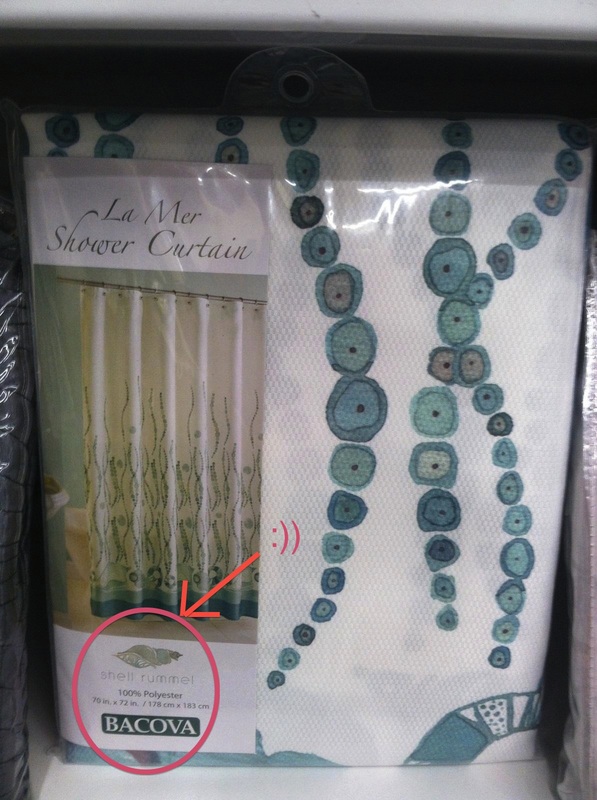 La Mer
Shower Curtain
:))
shell rummel
100% Polyester
70 in. x 72 in. / 178 cm x 183 cm
BACOVA